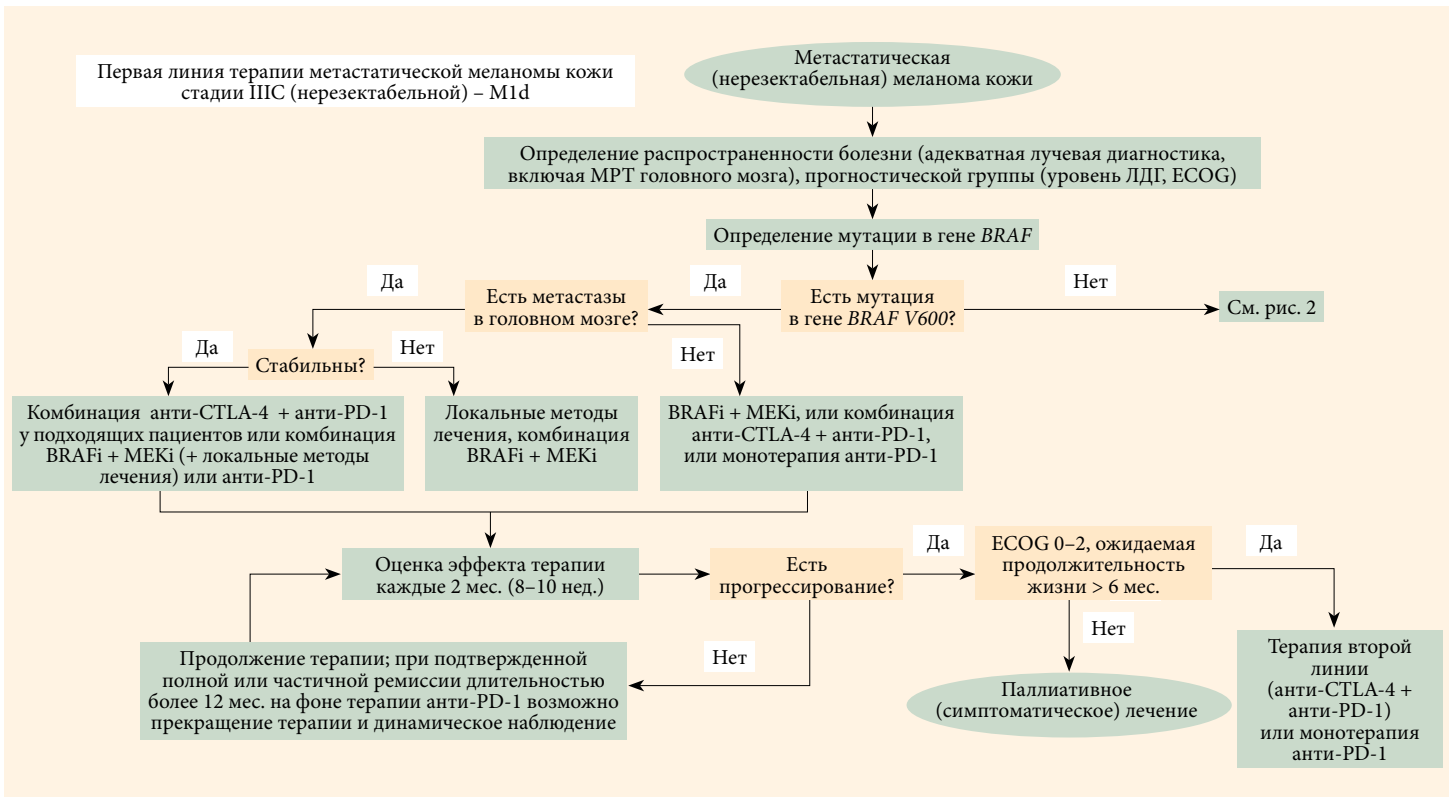 Первая линия терапии метастатической меланомы кожи
стадии IIIC (нерезектабельной) – M1d
Метастатическая
(нерезектабельная) меланома кожи
Определение распространенности болезни (адекватная лучевая диагностика,
включая МРТ головного мозга), прогностической группы (уровень ЛДГ, ECOG)
Определение мутации в гене BRAF
Да
Есть метастазы
в головном мозге?
Да
Есть мутация
в гене BRAF V600?
Нет
См. рис. 2
Да
Стабильны?
Нет
Нет
Комбинация анти-CTLA-4 + анти-PD-1
у подходящих пациентов или комбинация
BRAFi + MEKi (+ локальные методы
лечения) или анти-PD-1
Локальные методы
лечения, комбинация
BRAFi + MEKi
BRAFi + MEKi, или комбинация
анти-CTLA-4 + анти-PD-1,
или монотерапия анти-PD-1
Оценка эффекта терапии
каждые 2 мес. (8–10 нед.)
Есть
прогрессирование?
Да
ECOG 0–2, ожидаемая
продолжительность
жизни > 6 мес.
Да
Нет
Нет
Продолжение терапии; при подтвержденной
полной или частичной ремиссии длительностью
более 12 мес. на фоне терапии анти-PD-1 возможно
прекращение терапии и динамическое наблюдение
Паллиативное
(симптоматическое) лечение
Терапия второй
линии
(анти-CTLA-4 +
анти-PD-1)
или монотерапия
анти-PD-1